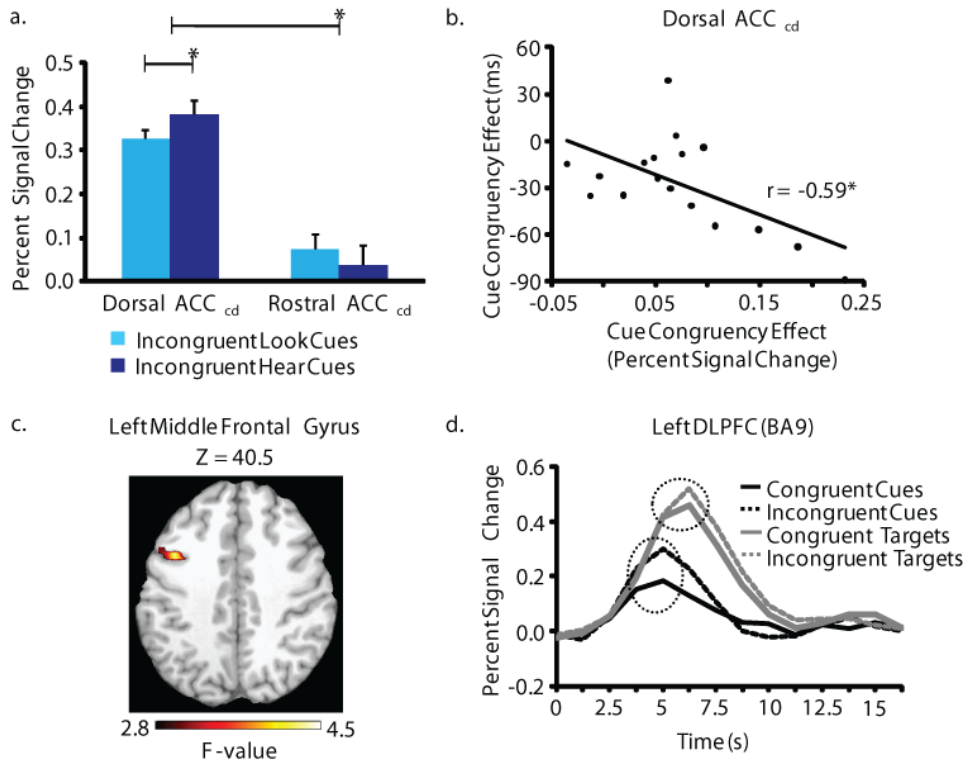 a.
*
*
0.5
0.4
0.3
0.2
0.1
0.0
Percent Signal Change
Dorsal ACC cd
Rostral ACC cd
Incongruent Look Cues
Incongruent Hear Cues
b.
Dorsal ACC cd
60
30
0
-30
-60
-90
Cue Congruency Effect (ms)
r = -0.59*
-0.05
0.05
0.15
0.25
Cue Congruency Effect
(Percent Signal Change)
c.
Left Middle Frontal Gyrus
Z = 40.5
2.8
4.5
F-value
d.
Left DLPFC (BA9)
0.6
0.4
0.2
0.0
-0.2
Percent Signal Change
Congruent Cues
Incongruent Cues
Congruent Targets
Incongruent Targets
0
2.5
5
7.5
10
12.5
15
Time (s)